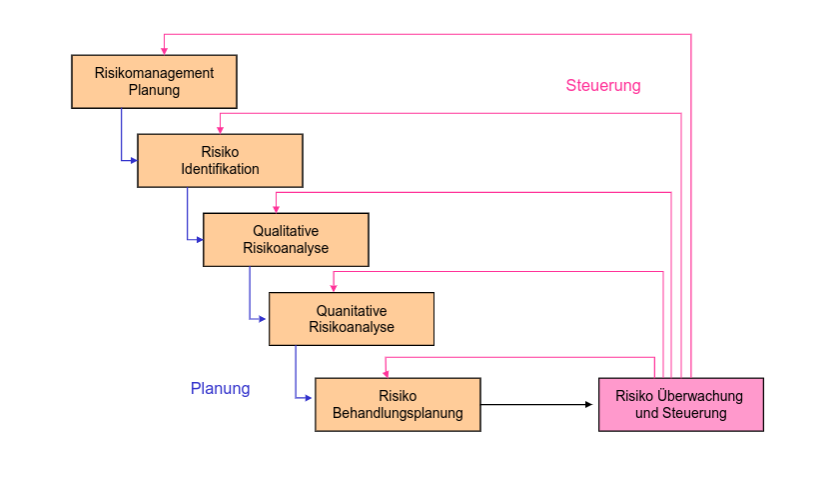 Risikomanagement
Planung
Steuerung
Risiko
Identifikation
Qualitative
Risikoanalyse
Quanitative
Risikoanalyse
Planung
Risiko
Behandlungsplanung
Risiko Überwachung
und Steuerung